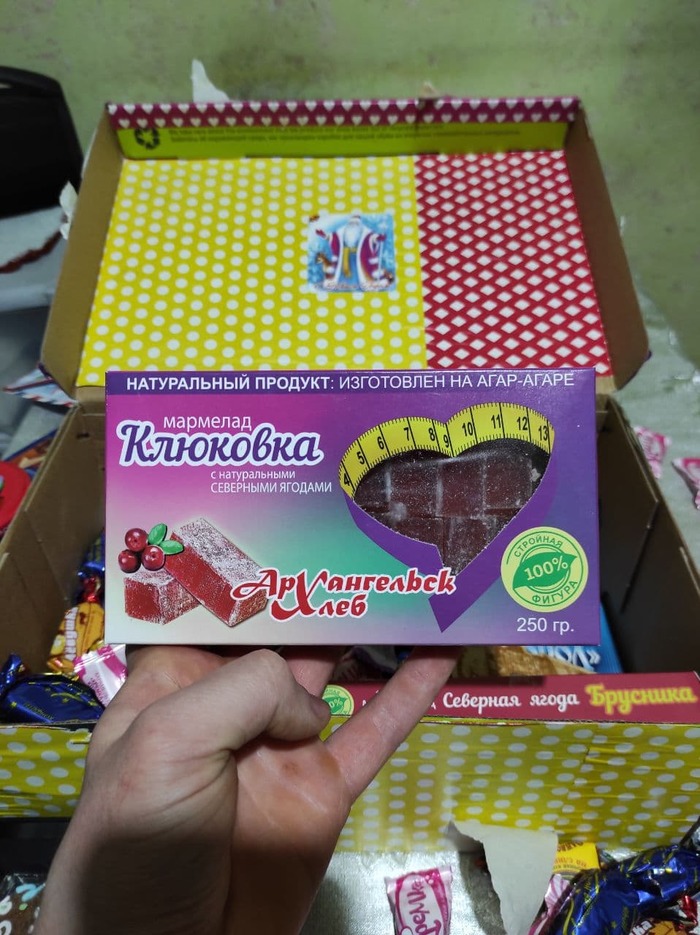 НАТУРАЛЬНЫЙ ПРОДУКТ: ИЗГОТОВЛЕН НА АГАР-АГАРЕ
мармелад
Клюковка
с натуральными
СЕВЕРНЫМИ ЯГОДАМИ
4 5 6 7 8 9 10 11 12 13
Архангельск
Хлеб
СТРОЙНАЯ
100%
ФИГУРА
250 гр.
Северная ягода Брусника